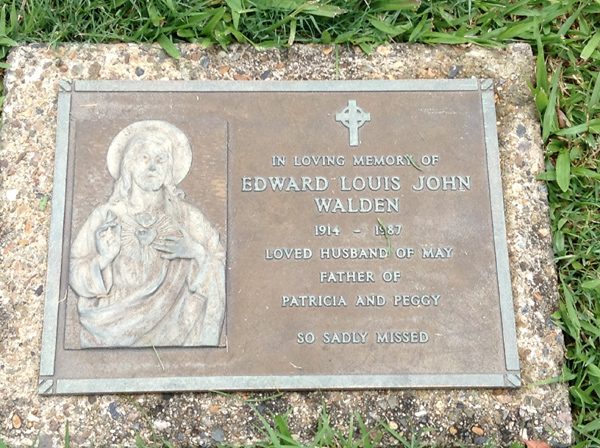 IN LOVING MEMORY OF
EDWARD LOUIS JOHN
WALDEN
1914 - 1987
LOVED HUSBAND OF MAY
FATHER OF
PATRICIA AND PEGGY
SO SADLY MISSED